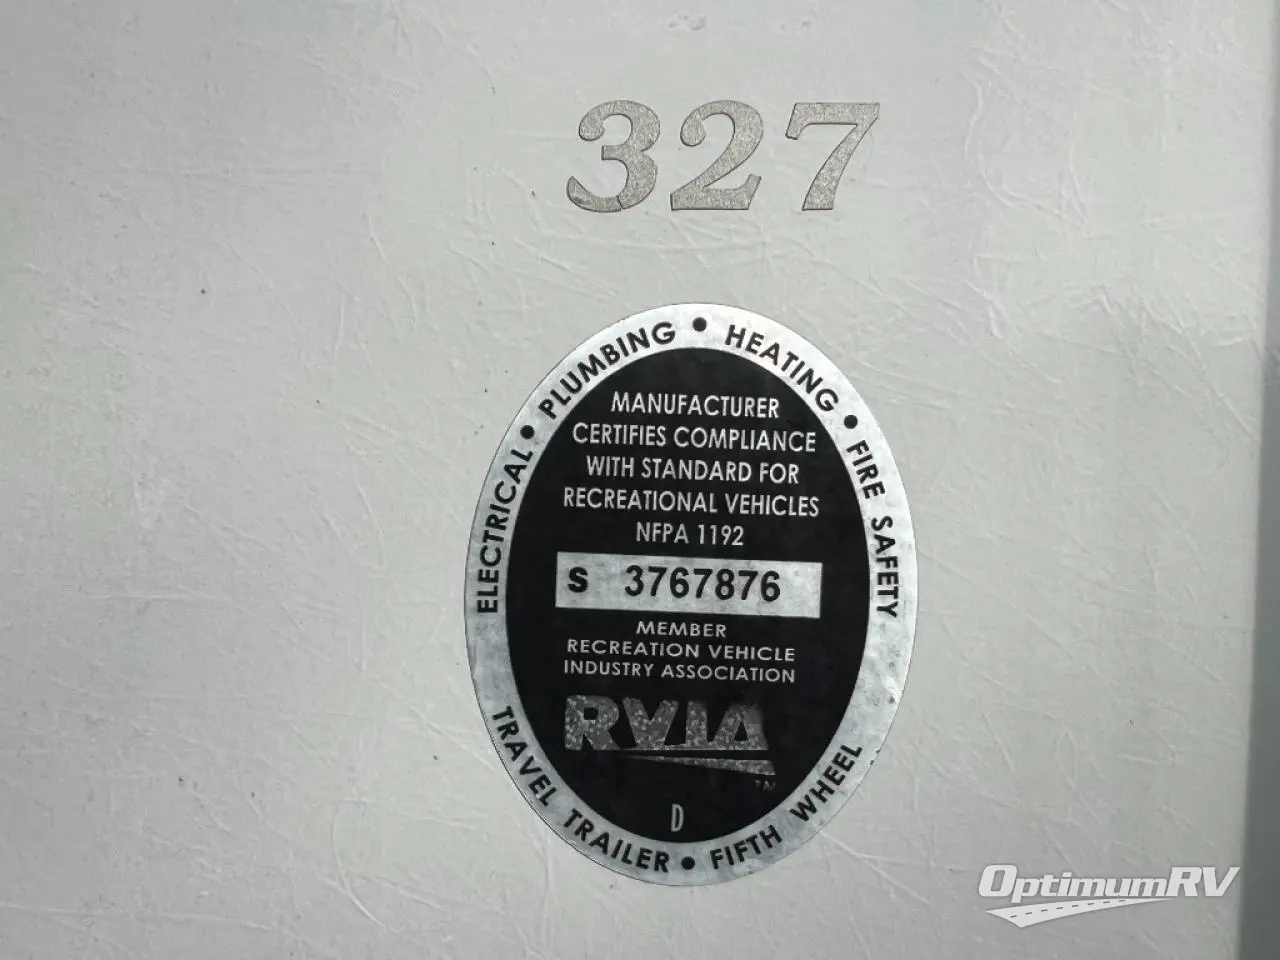 327
ELECTRICAL • PLUMBING • HEATING • FIRE SAFETY
MANUFACTURER
CERTIFIES COMPLIANCE
WITH STANDARD FOR
RECREATIONAL VEHICLES
NFPA 1192
S 3767876
MEMBER
RECREATION VEHICLE
INDUSTRY ASSOCIATION
RVIA
TM
D
TRAVEL TRAILER • FIFTH WHEEL
OptimumRV